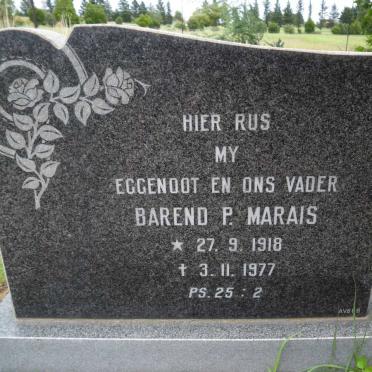 HIER RUS
MY
EGGENOOT EN ONS VADER
BAREND P. MARAIS
★ 27. 9. 1918
✝ 3. 11. 1977
PS. 25 : 2